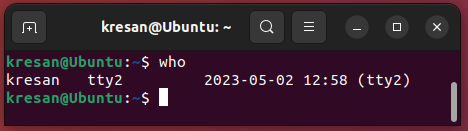 kresan@Ubuntu: ~
kresan@Ubuntu:~$ who
kresan   tty2         2023-05-02 12:58 (tty2)
kresan@Ubuntu:~$